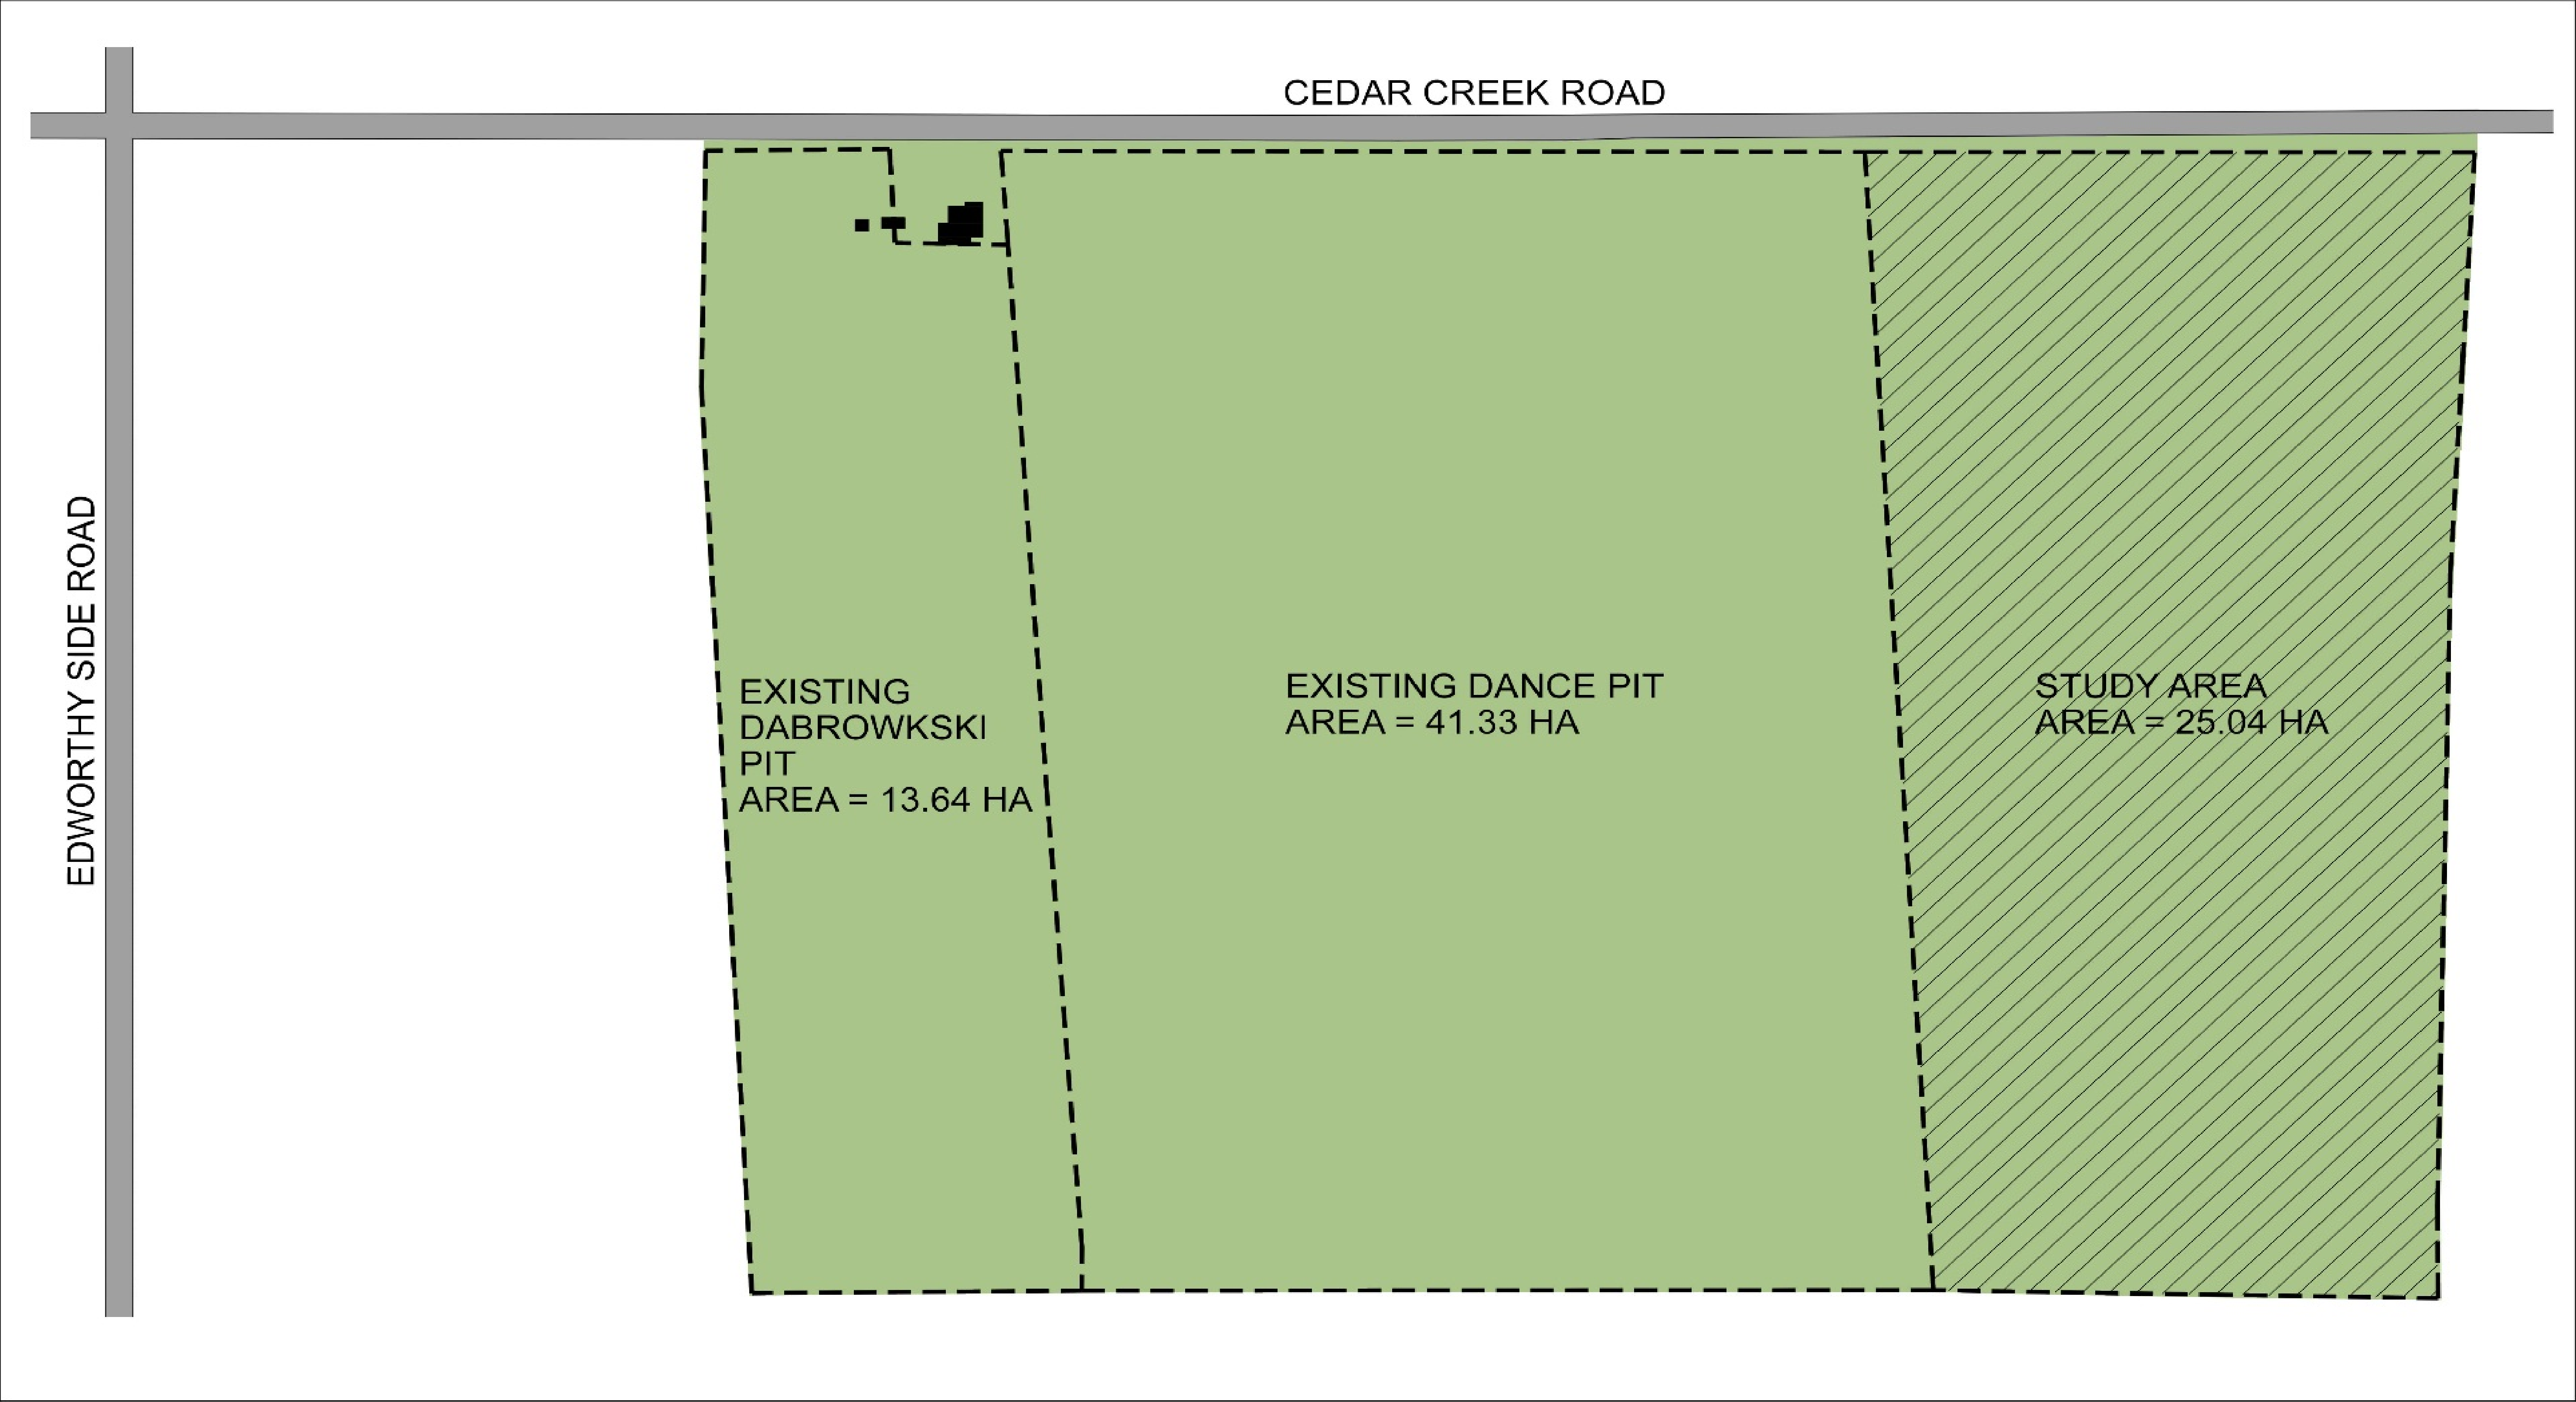 CEDAR CREEK ROAD
EDWORTHY SIDE ROAD
EXISTING
DABROWKSKI
PIT
AREA = 13.64 HA
EXISTING DANCE PIT
AREA = 41.33 HA
STUDY AREA
AREA = 25.04 HA